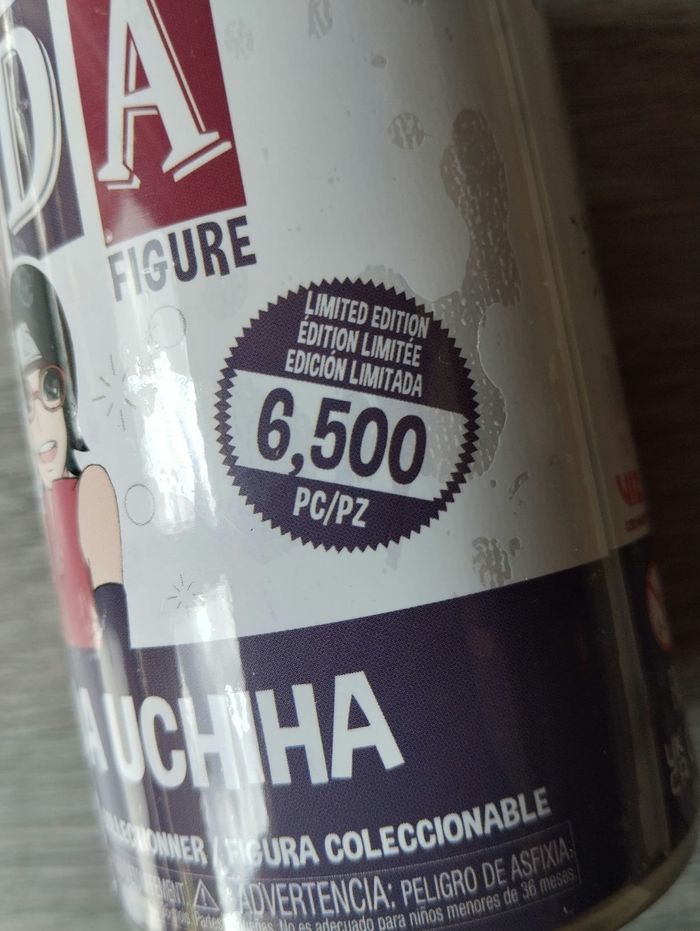 DA
FIGURE
LIMITED EDITION
ÉDITION LIMITÉE
EDICIÓN LIMITADA
6,500
PC/PZ
A UCHIHA
FIGURA COLECCIONABLE
ADVERTENCIA: PELIGRO DE ASFIXIA.
No es adecuado para niños menores de 36 meses.